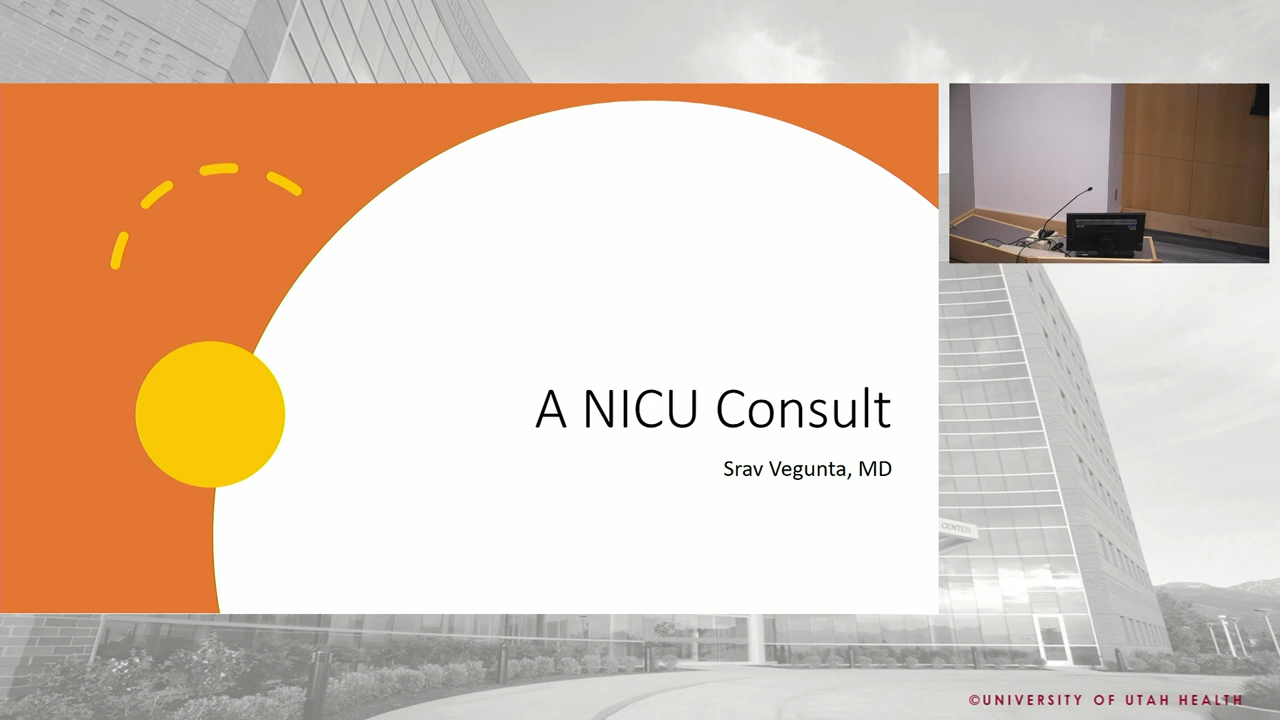 A NICU Consult
Srav Vegunta, MD
CENTER
©UNIVERSITY OF UTAH HEALTH